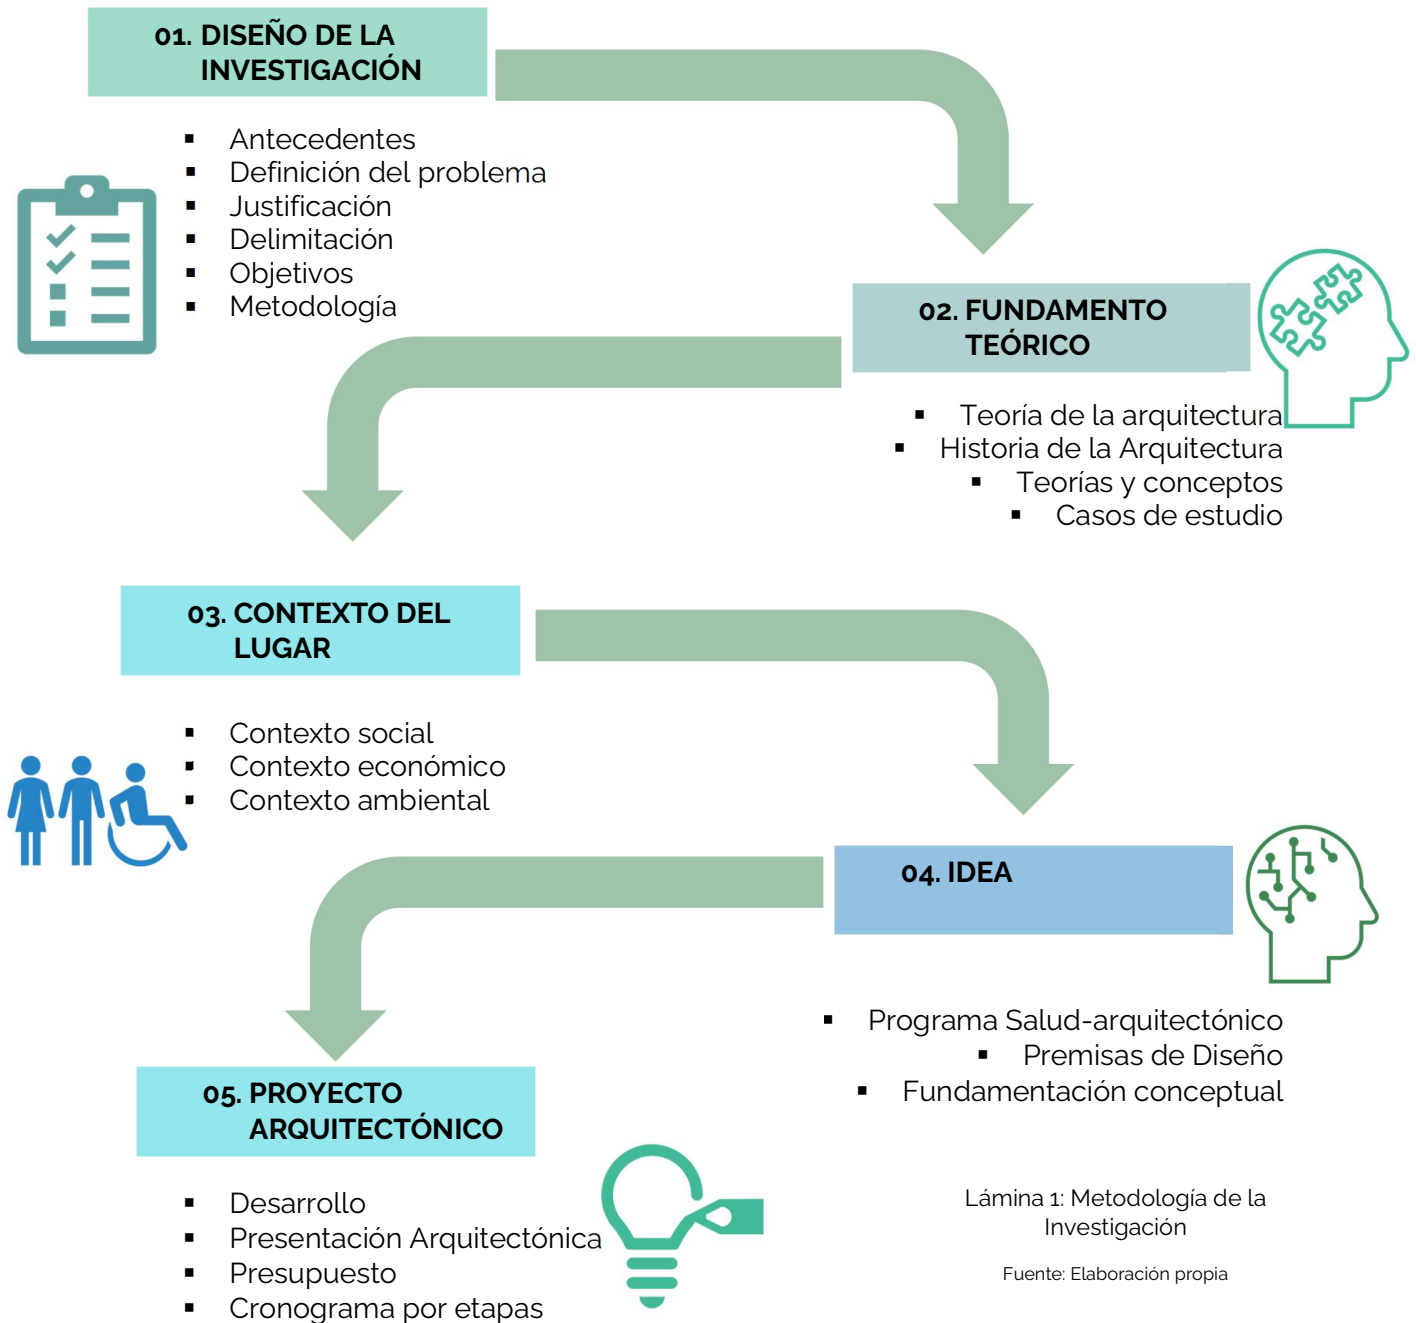 01. DISEÑO DE LA
INVESTIGACIÓN
▪ Antecedentes
▪ Definición del problema
▪ Justificación
▪ Delimitación
▪ Objetivos
▪ Metodología
02. FUNDAMENTO
TEÓRICO
▪ Teoría de la arquitectura
▪ Historia de la Arquitectura
▪ Teorías y conceptos
▪ Casos de estudio
03. CONTEXTO DEL
LUGAR
▪ Contexto social
▪ Contexto económico
▪ Contexto ambiental
04. IDEA
▪ Programa Salud-arquitectónico
▪ Premisas de Diseño
▪ Fundamentación conceptual
05. PROYECTO
ARQUITECTÓNICO
▪ Desarrollo
▪ Presentación Arquitectónica
▪ Presupuesto
▪ Cronograma por etapas
Lámina 1: Metodología de la
Investigación
Fuente: Elaboración propia